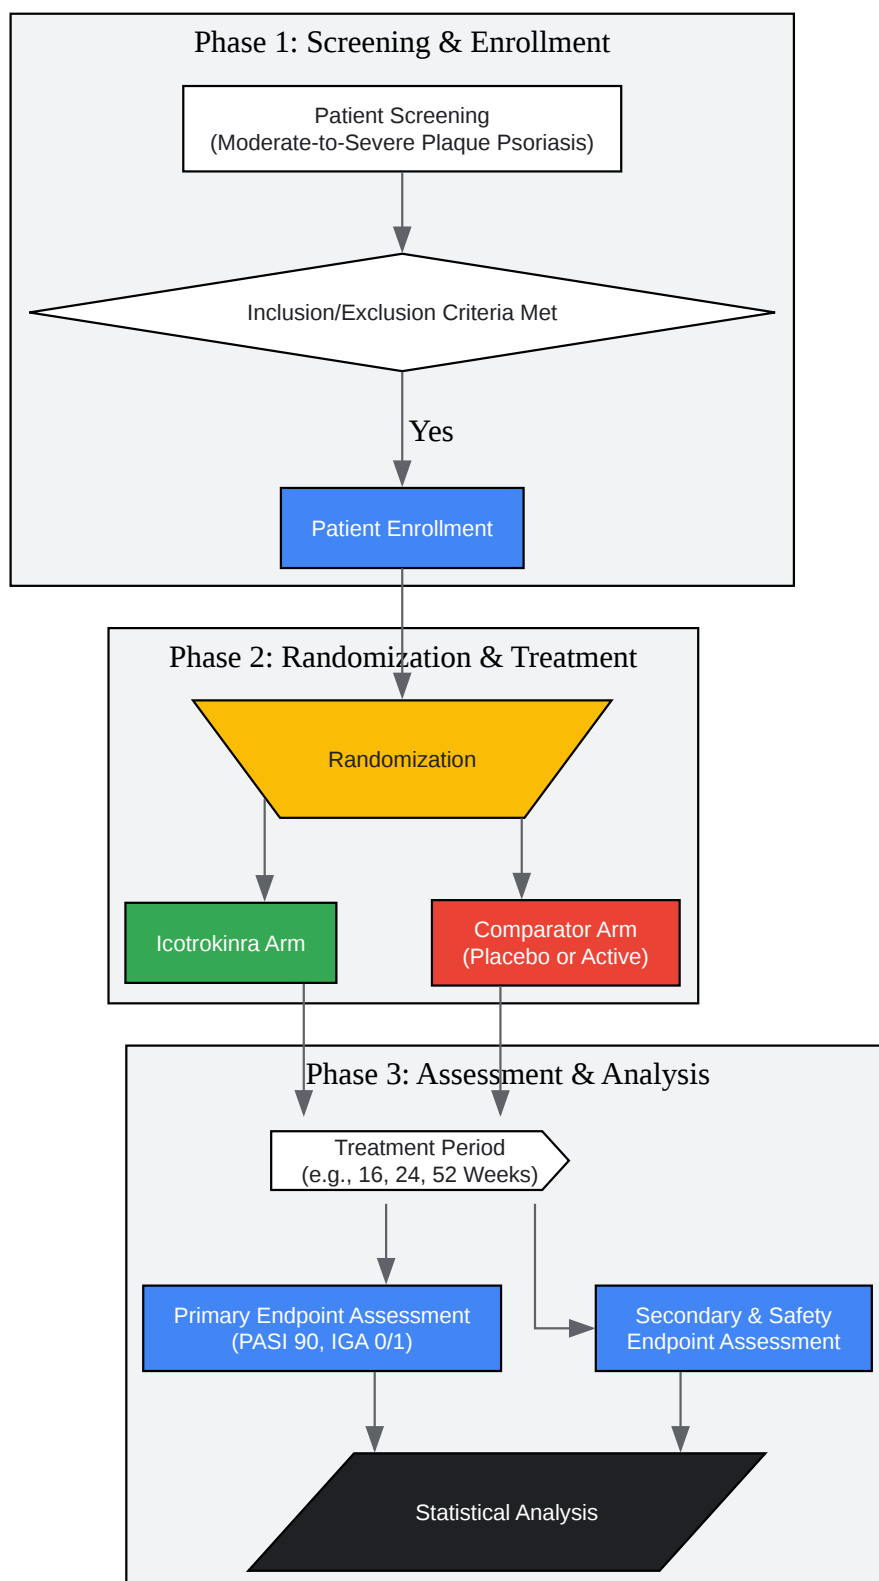 Phase 1: Screening & Enrollment
Patient Screening
(Moderate-to-Severe Plaque Psoriasis)
Inclusion/Exclusion Criteria Met
Yes
Patient Enrollment
Phase 2: Randomization & Treatment
Randomization
Icotrokinra Arm
Comparator Arm
(Placebo or Active)
Phase 3: Assessment & Analysis
Treatment Period
(e.g., 16, 24, 52 Weeks)
Primary Endpoint Assessment
(PASI 90, IGA 0/1)
Secondary & Safety
Endpoint Assessment
Statistical Analysis